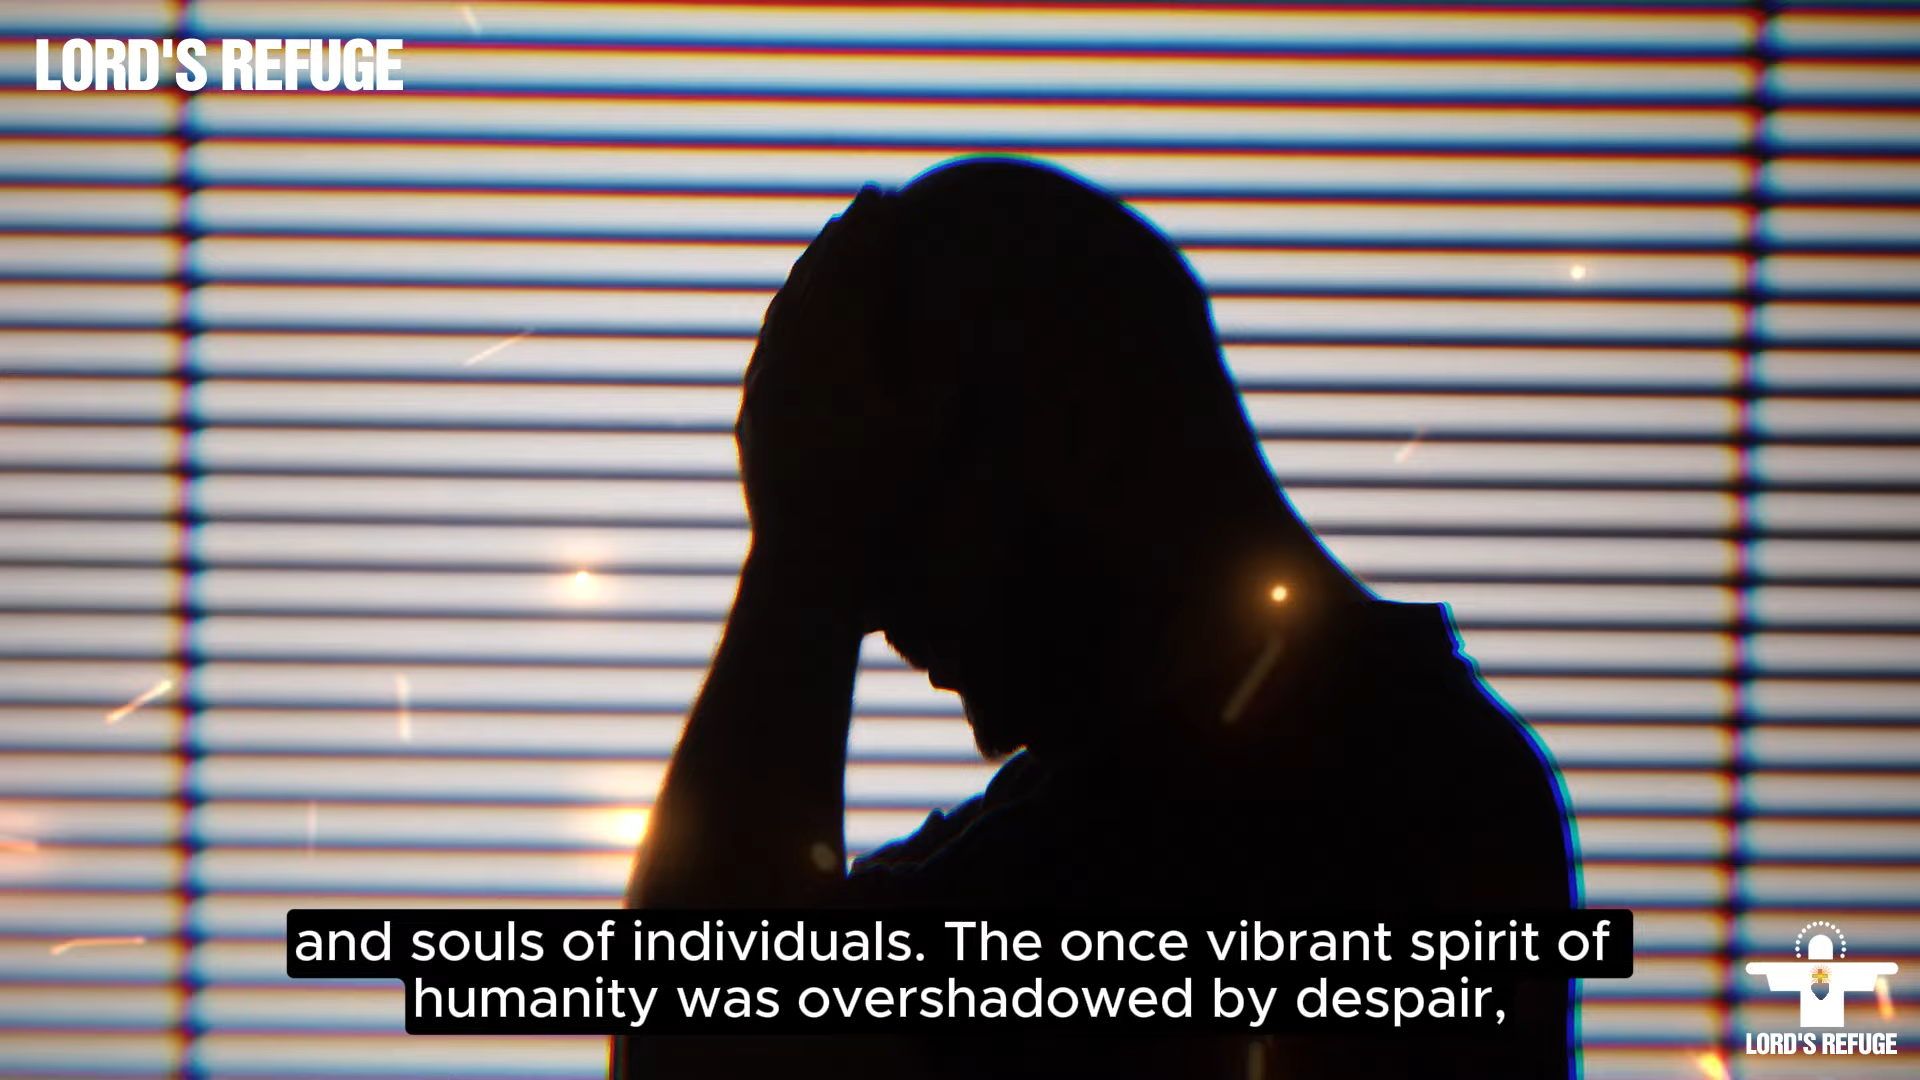 LORD'S REFUGE
and souls of individuals. The once vibrant spirit of
humanity was overshadowed by despair,
LORD'S REFUGE